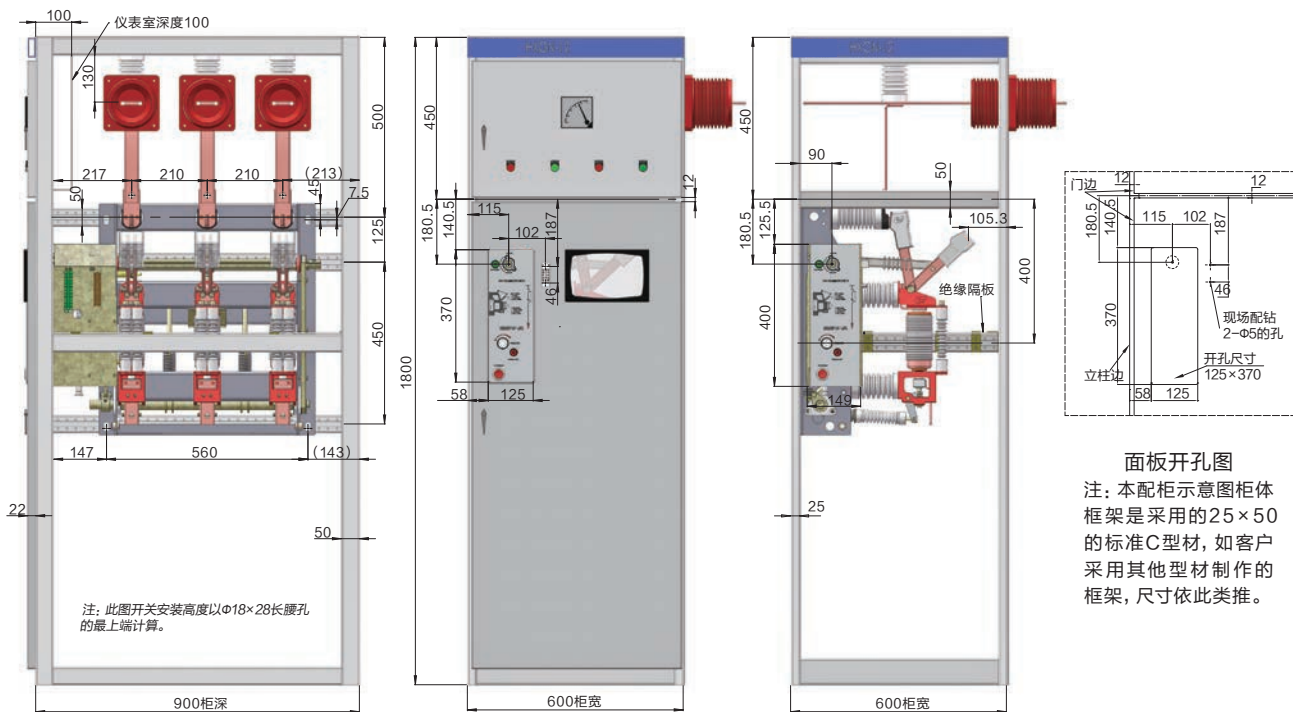 100
仪表室深度100
130
500
217
210
210
(213)
50
45
7.5
125
450
147
560
(143)
22
50
注: 此图开关安装高度以Φ18×28长腰孔
的最上端计算。
900柜深
450
12
180.5
140.5
115
187
102
46
370
1800
58
125
600柜宽
450
90
50
180.5
125.5
105.3
400
绝缘隔板
400
149
25
600柜宽
12
12
门边
180.5
140.5
115
102
187
46
370
现场配钻
2-Φ5的孔
开孔尺寸
125×370
立柱边
58
125
面板开孔图
注: 本配柜示意图柜体
框架是采用的25×50
的标准C型材, 如客户
采用其他型材制作的
框架, 尺寸依此类推。